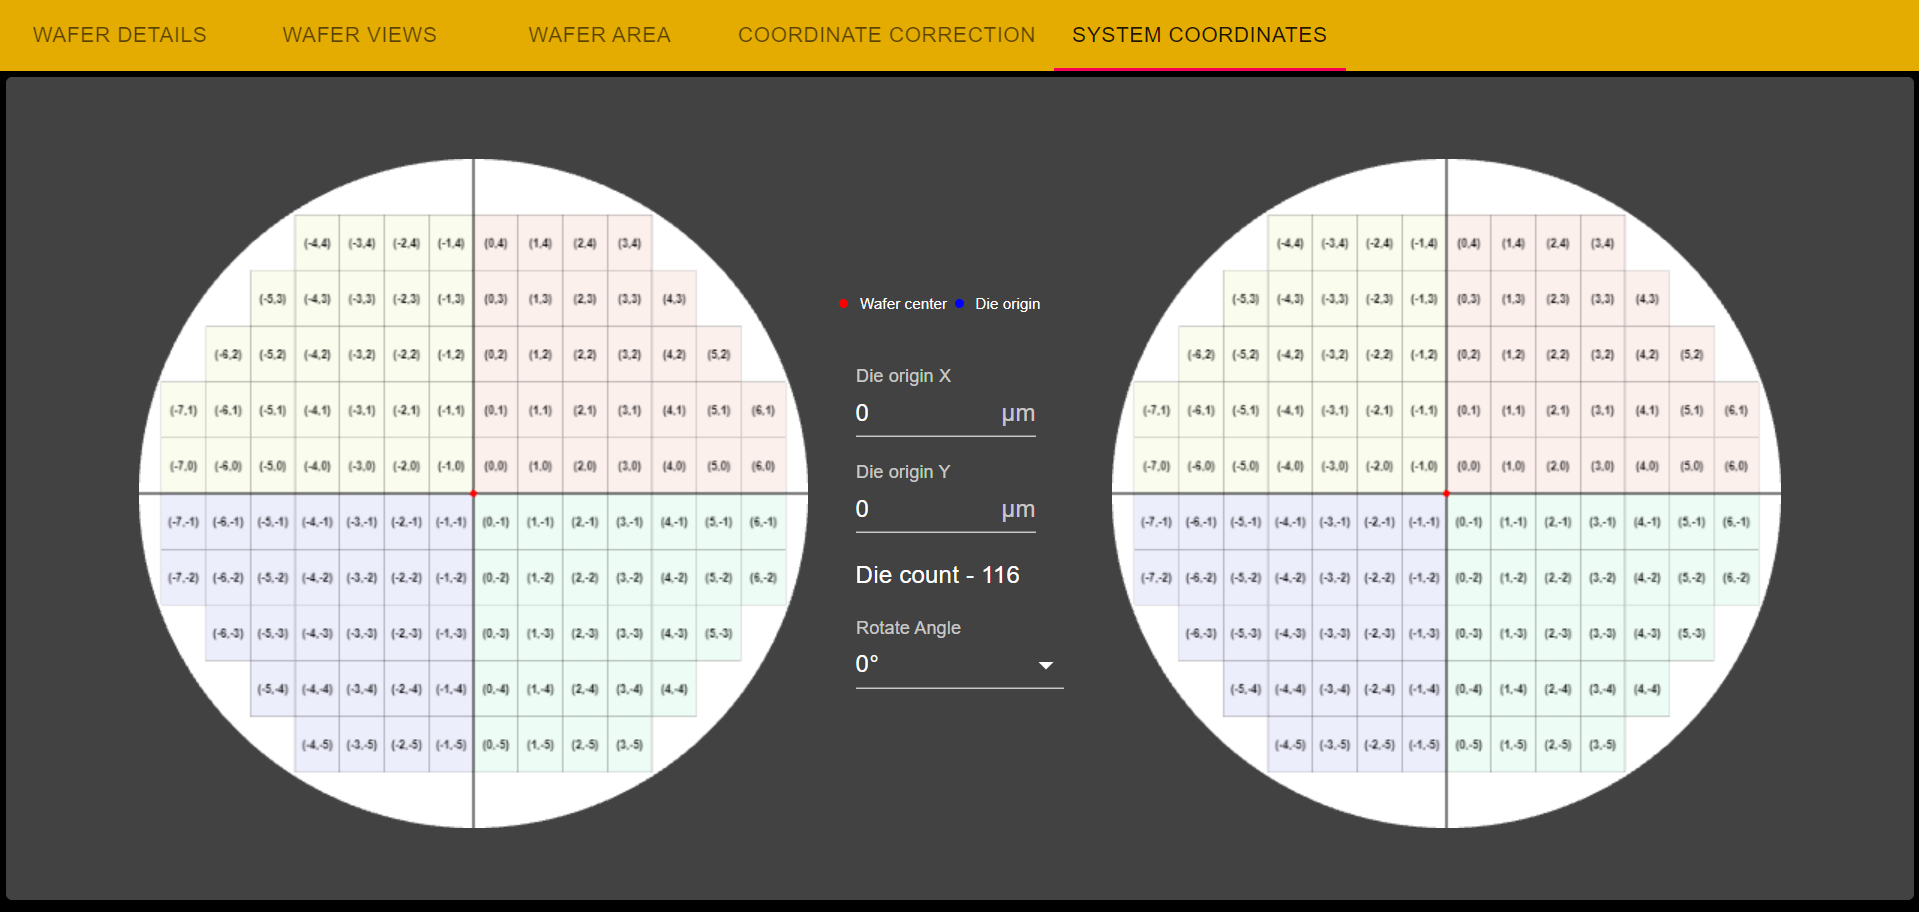 WAFER DETAILS WAFER VIEWS WAFER AREA COORDINATE CORRECTION SYSTEM COORDINATES
(-4,4) (-3,4) (-2,4) (-1,4) (0,4) (1,4) (2,4) (3,4)
(-5,3) (-4,3) (-3,3) (-2,3) (-1,3) (0,3) (1,3) (2,3) (3,3) (4,3)
(-6,2) (-5,2) (-4,2) (-3,2) (-2,2) (-1,2) (0,2) (1,2) (2,2) (3,2) (4,2) (5,2)
(-7,1) (-6,1) (-5,1) (-4,1) (-3,1) (-2,1) (-1,1) (0,1) (1,1) (2,1) (3,1) (4,1) (5,1) (6,1)
(-7,0) (-6,0) (-5,0) (-4,0) (-3,0) (-2,0) (-1,0) (0,0) (1,0) (2,0) (3,0) (4,0) (5,0) (6,0)
(-7,-1) (-6,-1) (-5,-1) (-4,-1) (-3,-1) (-2,-1) (-1,-1) (0,-1) (1,-1) (2,-1) (3,-1) (4,-1) (5,-1) (6,-1)
(-7,-2) (-6,-2) (-5,-2) (-4,-2) (-3,-2) (-2,-2) (-1,-2) (0,-2) (1,-2) (2,-2) (3,-2) (4,-2) (5,-2) (6,-2)
(-6,-3) (-5,-3) (-4,-3) (-3,-3) (-2,-3) (-1,-3) (0,-3) (1,-3) (2,-3) (3,-3) (4,-3) (5,-3)
(-5,-4) (-4,-4) (-3,-4) (-2,-4) (-1,-4) (0,-4) (1,-4) (2,-4) (3,-4) (4,-4)
(-4,-5) (-3,-5) (-2,-5) (-1,-5) (0,-5) (1,-5) (2,-5) (3,-5)
Wafer center Die origin
Die origin X
0 µm
Die origin Y
0 µm
Die count - 116
Rotate Angle
0°
(-4,4) (-3,4) (-2,4) (-1,4) (0,4) (1,4) (2,4) (3,4)
(-5,3) (-4,3) (-3,3) (-2,3) (-1,3) (0,3) (1,3) (2,3) (3,3) (4,3)
(-6,2) (-5,2) (-4,2) (-3,2) (-2,2) (-1,2) (0,2) (1,2) (2,2) (3,2) (4,2) (5,2)
(-7,1) (-6,1) (-5,1) (-4,1) (-3,1) (-2,1) (-1,1) (0,1) (1,1) (2,1) (3,1) (4,1) (5,1) (6,1)
(-7,0) (-6,0) (-5,0) (-4,0) (-3,0) (-2,0) (-1,0) (0,0) (1,0) (2,0) (3,0) (4,0) (5,0) (6,0)
(-7,-1) (-6,-1) (-5,-1) (-4,-1) (-3,-1) (-2,-1) (-1,-1) (0,-1) (1,-1) (2,-1) (3,-1) (4,-1) (5,-1) (6,-1)
(-7,-2) (-6,-2) (-5,-2) (-4,-2) (-3,-2) (-2,-2) (-1,-2) (0,-2) (1,-2) (2,-2) (3,-2) (4,-2) (5,-2) (6,-2)
(-6,-3) (-5,-3) (-4,-3) (-3,-3) (-2,-3) (-1,-3) (0,-3) (1,-3) (2,-3) (3,-3) (4,-3) (5,-3)
(-5,-4) (-4,-4) (-3,-4) (-2,-4) (-1,-4) (0,-4) (1,-4) (2,-4) (3,-4) (4,-4)
(-4,-5) (-3,-5) (-2,-5) (-1,-5) (0,-5) (1,-5) (2,-5) (3,-5)